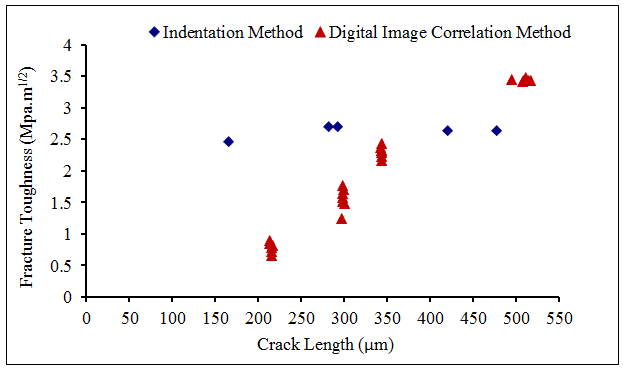 Indentation Method Digital Image Correlation Method
4
3.5
3
2.5
2
1.5
1
0.5
0
Fracture Toughness (Mpa.m1/2)
0 50 100 150 200 250 300 350 400 450 500 550
Crack Length (µm)